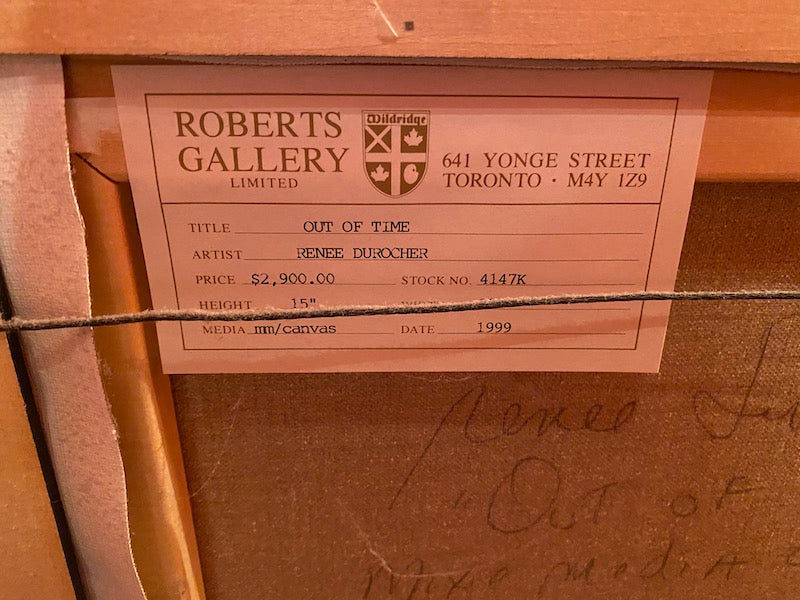 ROBERTS
GALLERY
LIMITED
Wildridge
641 YONGE STREET
TORONTO · M4Y 1Z9
TITLE OUT OF TIME
ARTIST RENEE DUROCHER
PRICE $2,900.00 STOCK NO. 4147K
HEIGHT 15"
MEDIA mm/canvas DATE 1999
Renee
"Out of